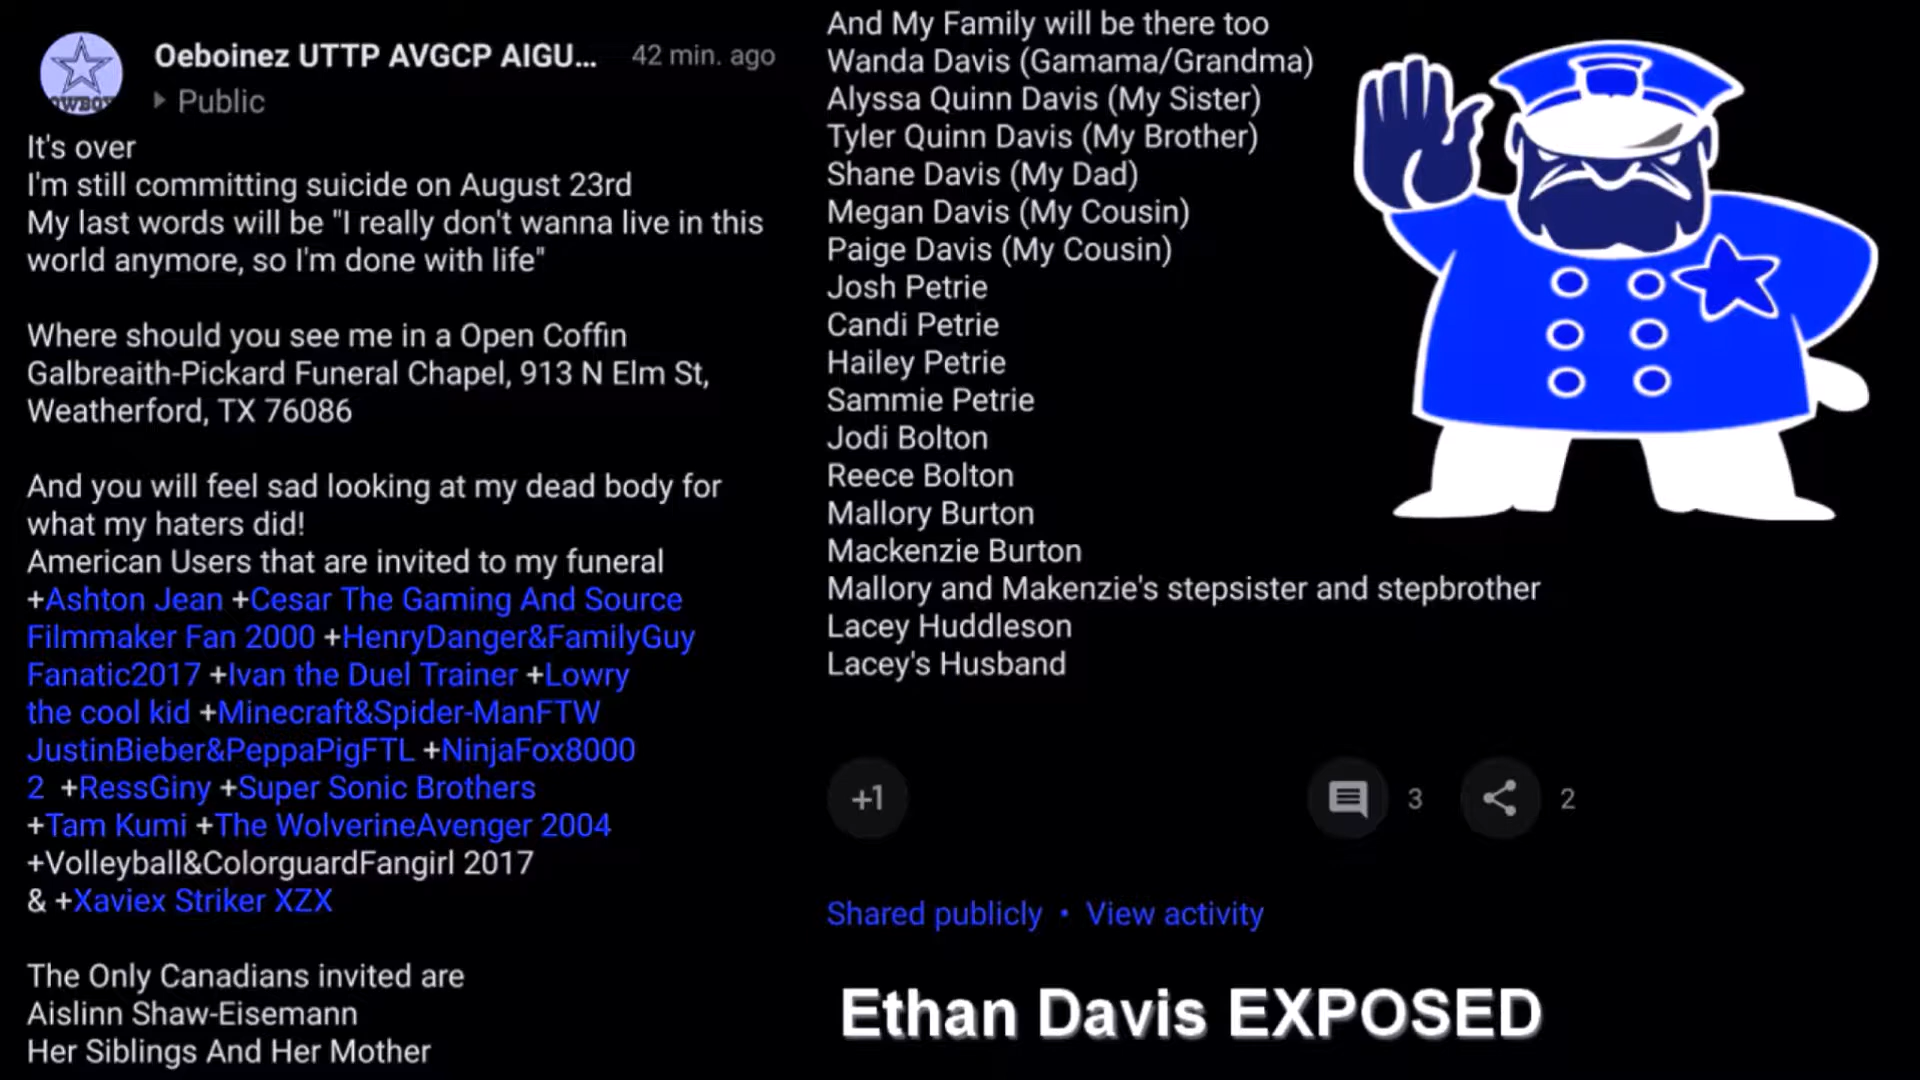 Oeboinez UTTP AVGCP AIGU... 42 min. ago
Public
It's over
I'm still committing suicide on August 23rd
My last words will be "I really don't wanna live in this
world anymore, so I'm done with life"
Where should you see me in a Open Coffin
Galbreaith-Pickard Funeral Chapel, 913 N Elm St,
Weatherford, TX 76086
And you will feel sad looking at my dead body for
what my haters did!
American Users that are invited to my funeral
+Ashton Jean +Cesar The Gaming And Source
Filmmaker Fan 2000 +HenryDanger&FamilyGuy
Fanatic2017 +Ivan the Duel Trainer +Lowry
the cool kid +Minecraft&Spider-ManFTW
JustinBieber&PeppaPigFTL +NinjaFox8000
2 +RessGiny +Super Sonic Brothers
+Tam Kumi +The WolverineAvenger 2004
+Volleyball&ColorguardFangirl 2017
& +Xaviex Striker XZX
The Only Canadians invited are
Aislinn Shaw-Eisemann
Her Siblings And Her Mother
And My Family will be there too
Wanda Davis (Gamama/Grandma)
Alyssa Quinn Davis (My Sister)
Tyler Quinn Davis (My Brother)
Shane Davis (My Dad)
Megan Davis (My Cousin)
Paige Davis (My Cousin)
Josh Petrie
Candi Petrie
Hailey Petrie
Sammie Petrie
Jodi Bolton
Reece Bolton
Mallory Burton
Mackenzie Burton
Mallory and Makenzie's stepsister and stepbrother
Lacey Huddleson
Lacey's Husband
+1 3 2
Shared publicly • View activity
Ethan Davis EXPOSED